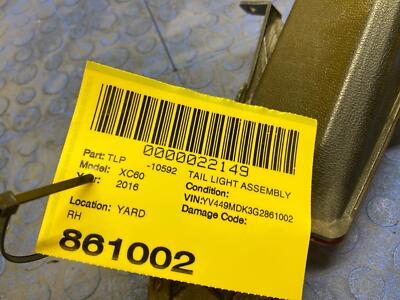 0000022149
Part: TLP -10592 TAIL LIGHT ASSEMBLY
Model: XC60 Condition:
Year: 2016 VIN:YV449MDK3G2861002
Location: YARD Damage Code:
RH
861002